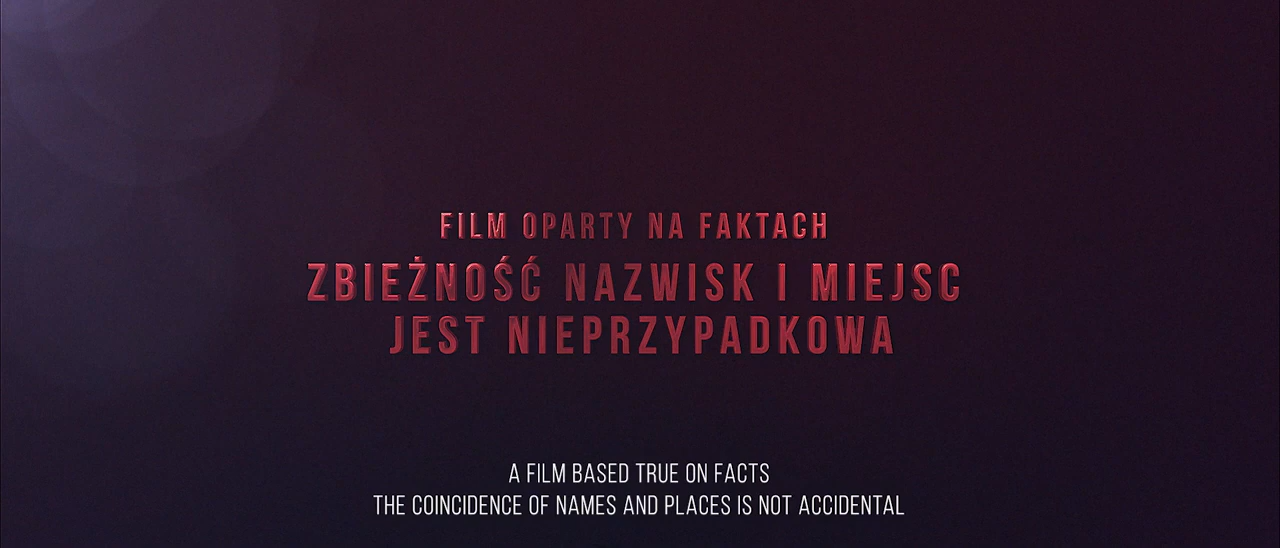 FILM OPARTY NA FAKTACH
ZBIEŻNOŚĆ NAZWISK I MIEJSC
JEST NIEPRZYPADKOWA
A FILM BASED TRUE ON FACTS
THE COINCIDENCE OF NAMES AND PLACES IS NOT ACCIDENTAL